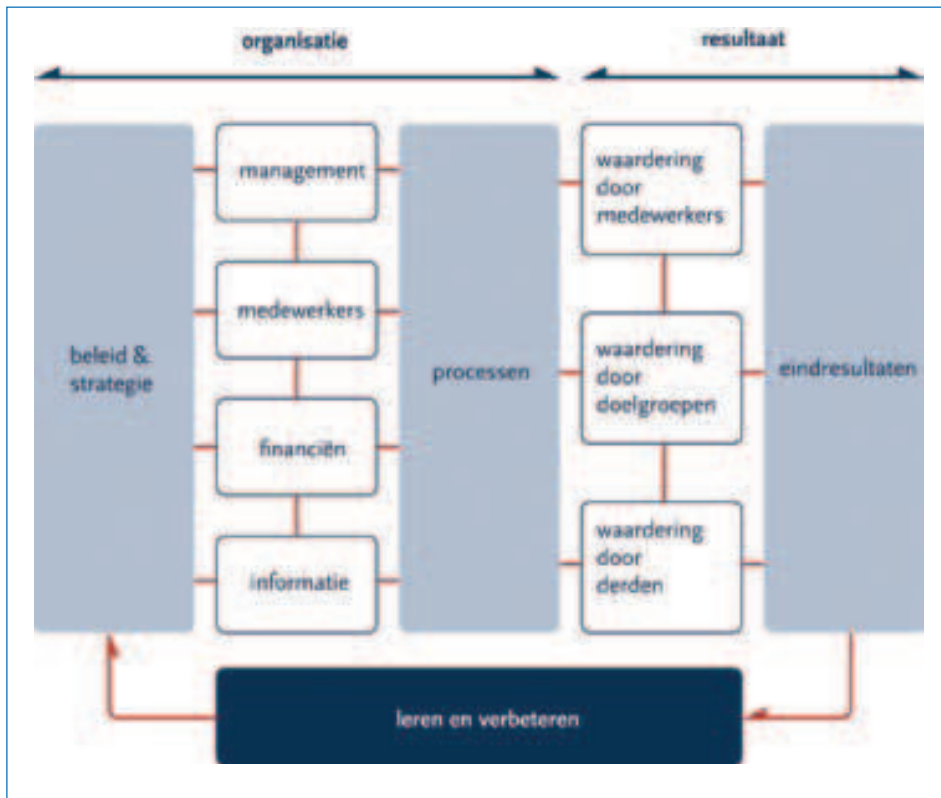 organisatie
resultaat
beleid &
strategie
management
medewerkers
financiën
informatie
processen
waardering
door
medewerkers
waardering
door
doelgroepen
waardering
door
derden
eindresultaten
leren en verbeteren